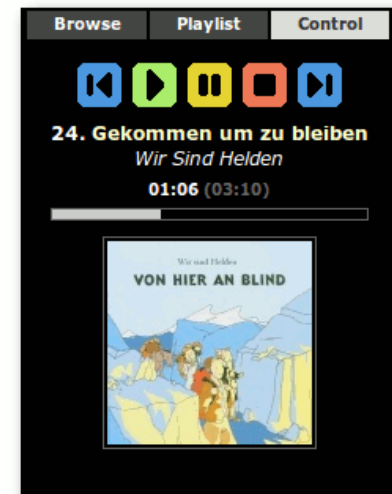 Browse Playlist Control
24. Gekommen um zu bleiben
Wir Sind Helden
01:06 (03:10)
Wir sind Helden
VON HIER AN BLIND